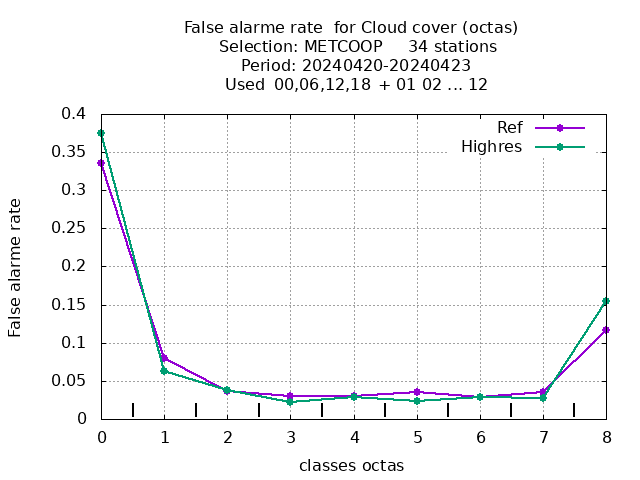 False alarme rate  for Cloud cover (octas)
Selection: METCOOP     34 stations
Period: 20240420-20240423
Used  00,06,12,18 + 01 02 ... 12
Ref
Highres
0.4
0.35
0.3
0.25
0.2
0.15
0.1
0.05
0
False alarme rate
0 1 2 3 4 5 6 7 8
classes octas